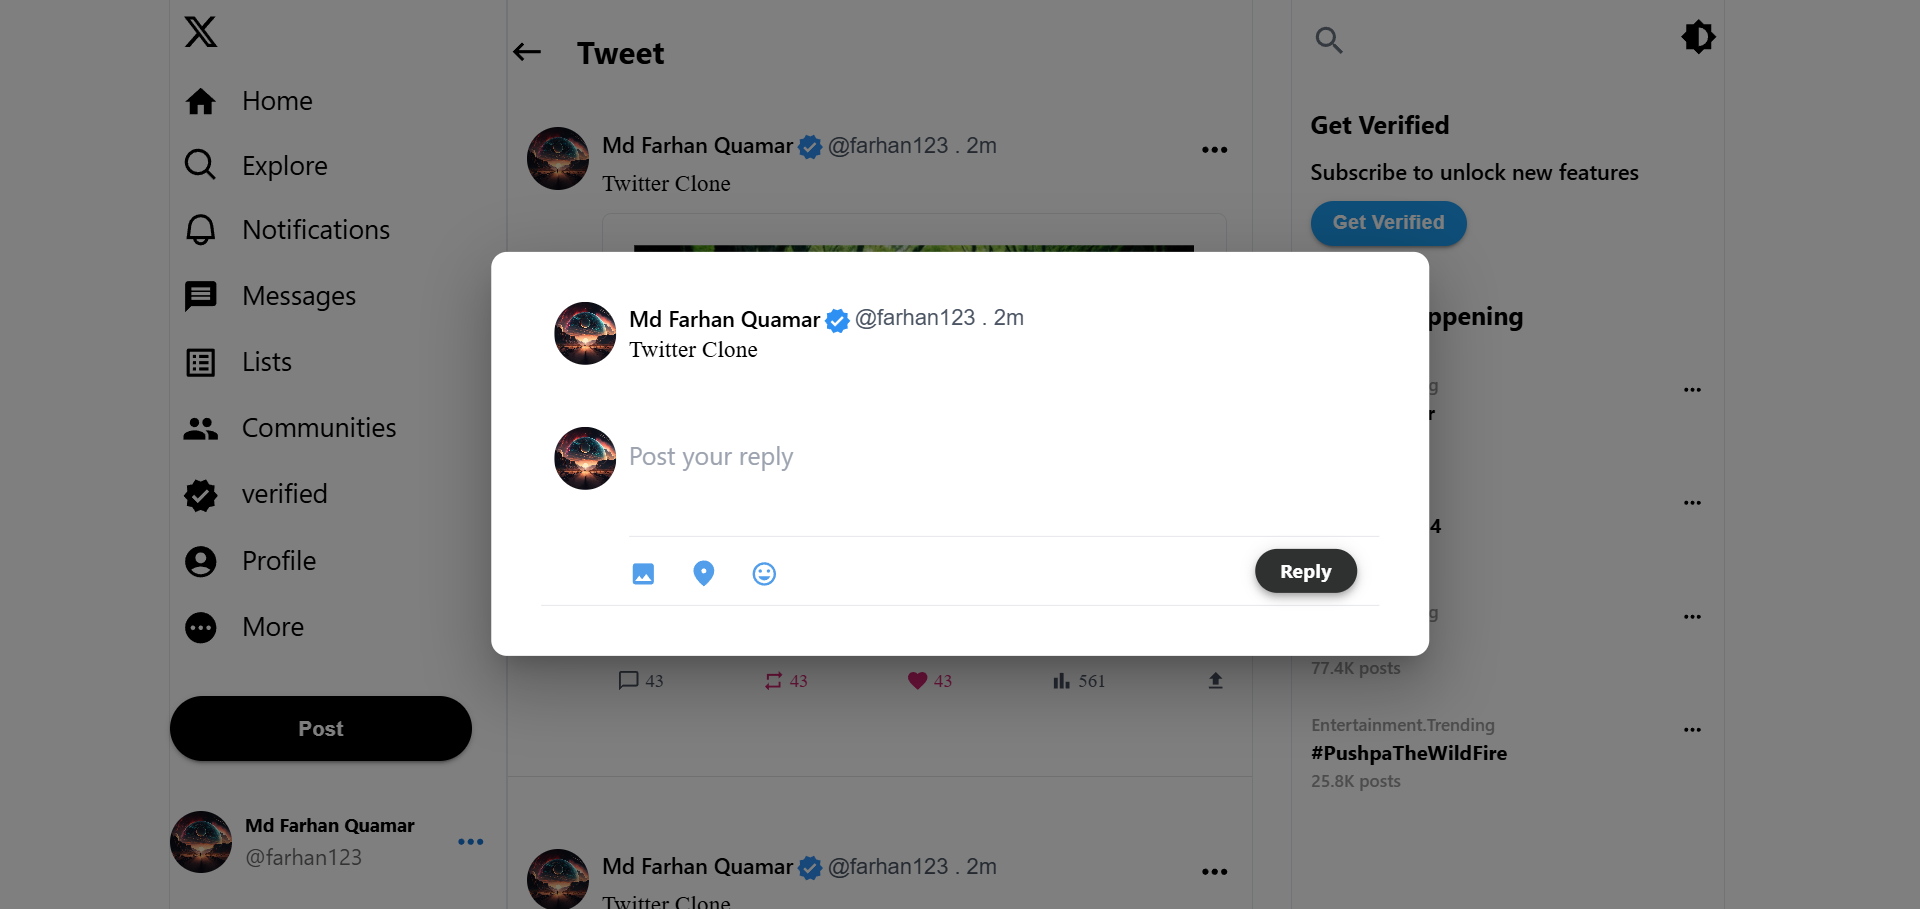 Home
Explore
Notifications
Messages
Lists
Communities
verified
Profile
More
Post
Md Farhan Quamar
@farhan123
Tweet
Md Farhan Quamar @farhan123 . 2m
Twitter Clone
Md Farhan Quamar @farhan123 . 2m
Twitter Clone
Post your reply
Reply
43 43 43 561
Md Farhan Quamar @farhan123 . 2m
Twitter Clone
Get Verified
Subscribe to unlock new features
Get Verified
ppening
g
r
4
g
77.4K posts
Entertainment.Trending
#PushpaTheWildFire
25.8K posts